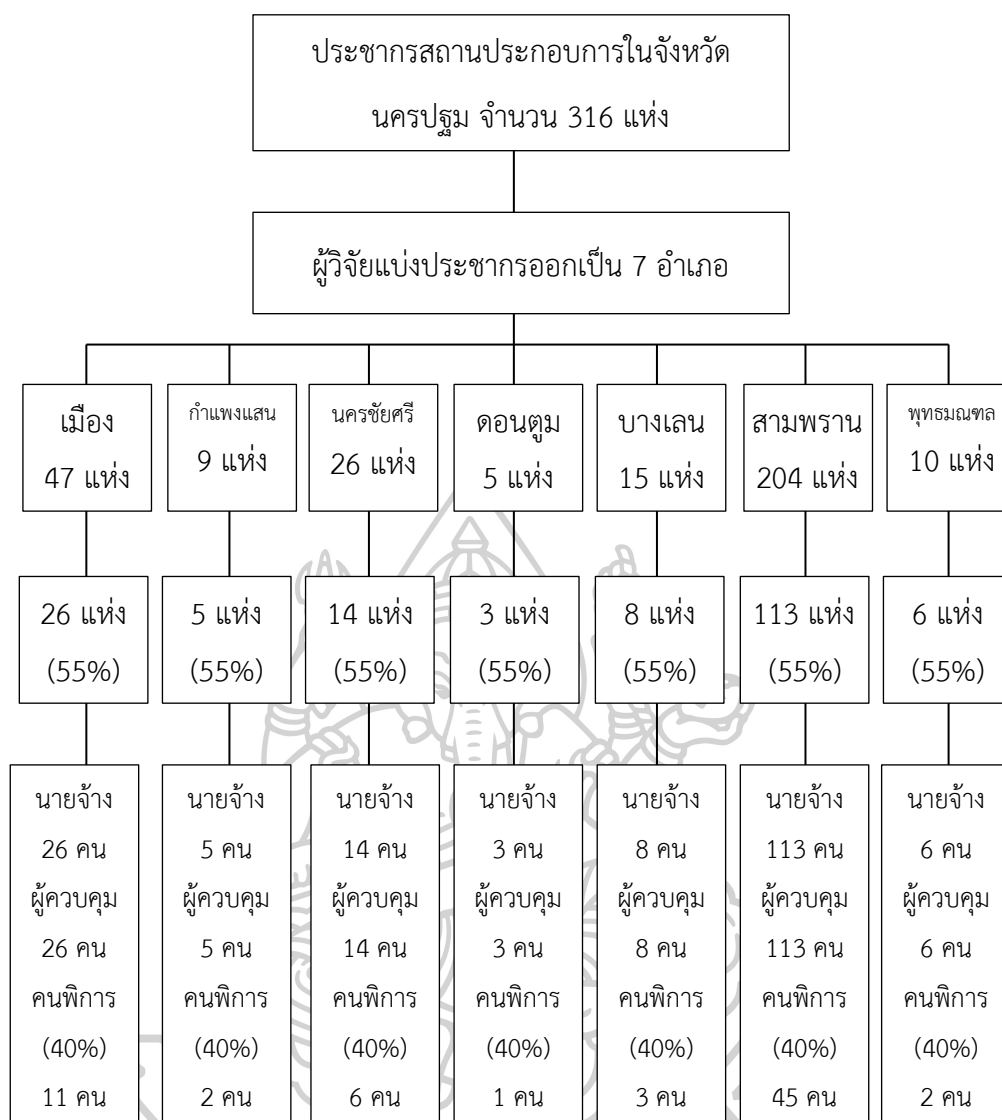 ประชากรสถานประกอบการในจังหวัด
นครปฐม จำนวน 316 แห่ง
ผู้วิจัยแบ่งประชากรออกเป็น 7 อำเภอ
เมือง
47 แห่ง
กำแพงแสน
9 แห่ง
นครชัยศรี
26 แห่ง
ดอนตูม
5 แห่ง
บางเลน
15 แห่ง
สามพราน
204 แห่ง
พุทธมณฑล
10 แห่ง
26 แห่ง
(55%)
5 แห่ง
(55%)
14 แห่ง
(55%)
3 แห่ง
(55%)
8 แห่ง
(55%)
113 แห่ง
(55%)
6 แห่ง
(55%)
นายจ้าง
26 คน
ผู้ควบคุม
26 คน
คนพิการ
(40%)
11 คน
นายจ้าง
5 คน
ผู้ควบคุม
5 คน
คนพิการ
(40%)
2 คน
นายจ้าง
14 คน
ผู้ควบคุม
14 คน
คนพิการ
(40%)
6 คน
นายจ้าง
3 คน
ผู้ควบคุม
3 คน
คนพิการ
(40%)
1 คน
นายจ้าง
8 คน
ผู้ควบคุม
8 คน
คนพิการ
(40%)
3 คน
นายจ้าง
113 คน
ผู้ควบคุม
113 คน
คนพิการ
(40%)
45 คน
นายจ้าง
6 คน
ผู้ควบคุม
6 คน
คนพิการ
(40%)
2 คน